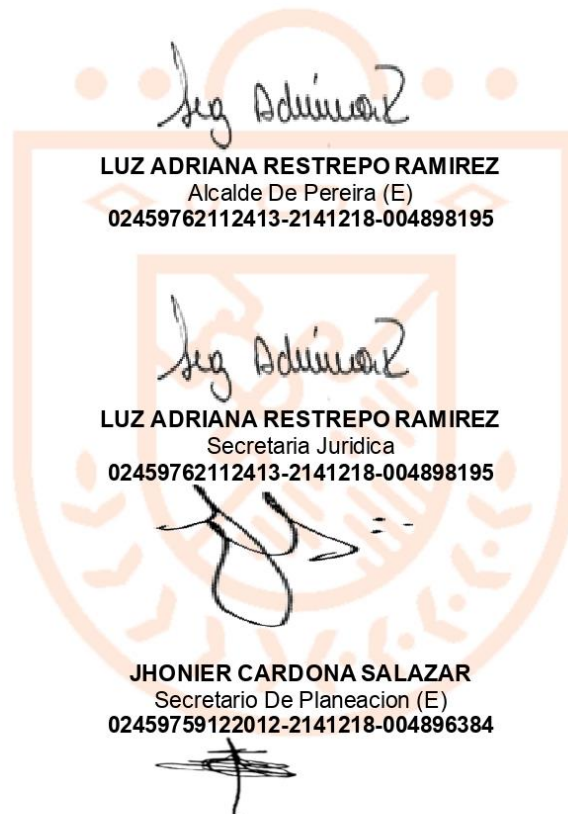 LUZ ADRIANA RESTREPO RAMIREZ
Alcalde De Pereira (E)
02459762112413-2141218-004898195
LUZ ADRIANA RESTREPO RAMIREZ
Secretaria Juridica
02459762112413-2141218-004898195
JHONIER CARDONA SALAZAR
Secretario De Planeacion (E)
02459759122012-2141218-004896384